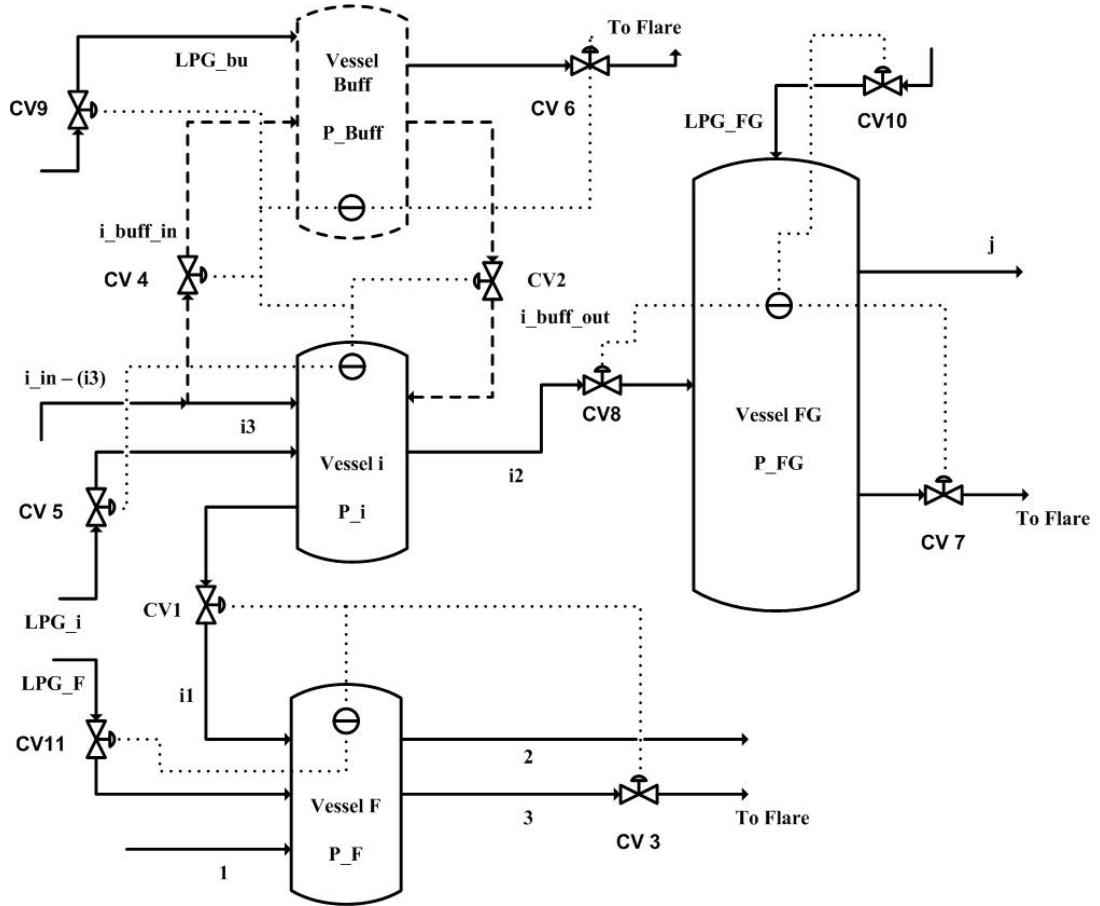 To Flare
LPG_bu
Vessel
Buff
CV9
CV 6
P_Buff
LPG_FG
CV10
i_buff_in
CV 4
CV2
j
i_buff_out
i_in – (i3)
i3
CV8
Vessel FG
Vessel i
i2
P_FG
CV 5
P_i
To Flare
CV 7
CV1
LPG_i
LPG_F
i1
CV11
2
Vessel F
3
To Flare
P_F
CV 3
1